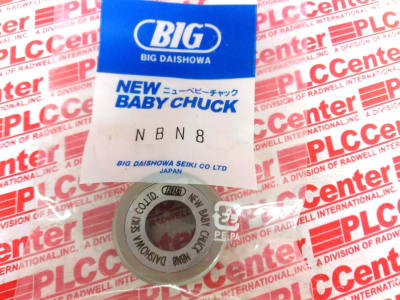 BIG
BIG DAISHOWA
NEW ニューベビーチャック
BABY CHUCK
NBN8
BIG DAISHOWA SEIKI CO LTD
JAPAN
BIG NEW BABY CHUCK NBN8 DAISHOWA SEIKI CO.LTD.
PLCCenter
A DIVISION OF RADWELL INTERNATIONAL, INC.